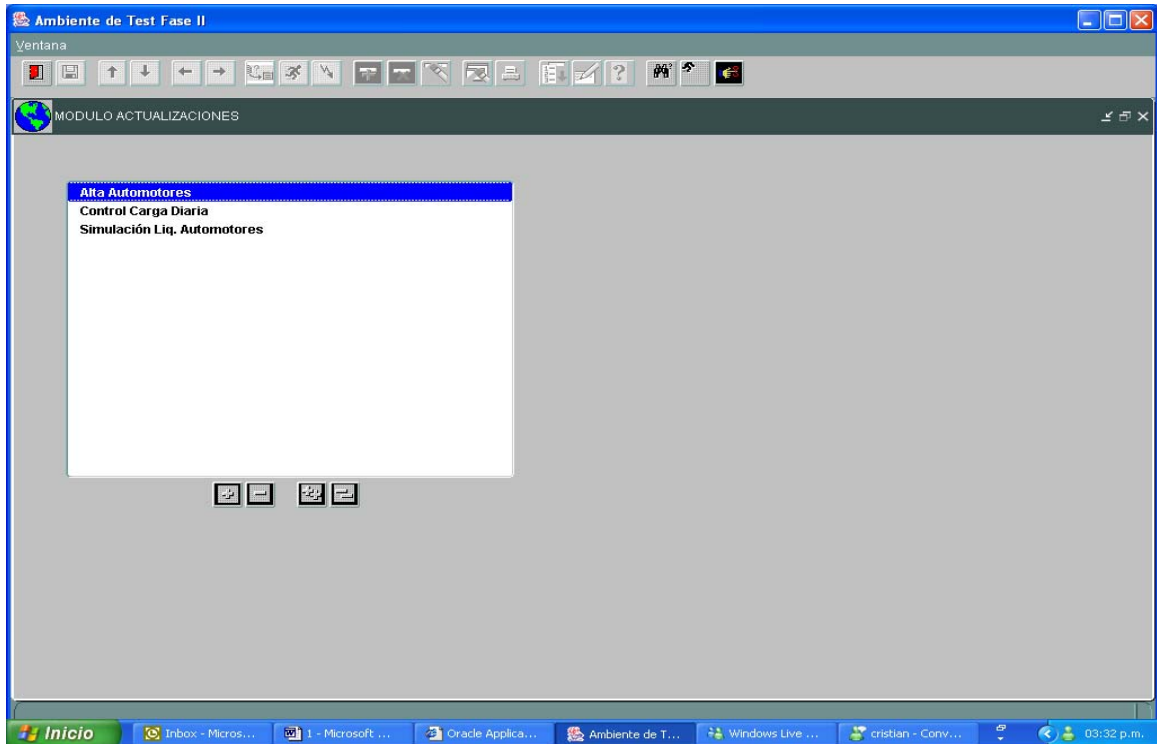 Ambiente de Test Fase II
Ventana
MODULO ACTUALIZACIONES
Alta Automotores
Control Carga Diaria
Simulación Liq. Automotores
Inicio
Inbox - Micros...
1 - Microsoft ...
Oracle Applica...
Ambiente de T...
Windows Live ...
cristian - Conv...
03:32 p.m.